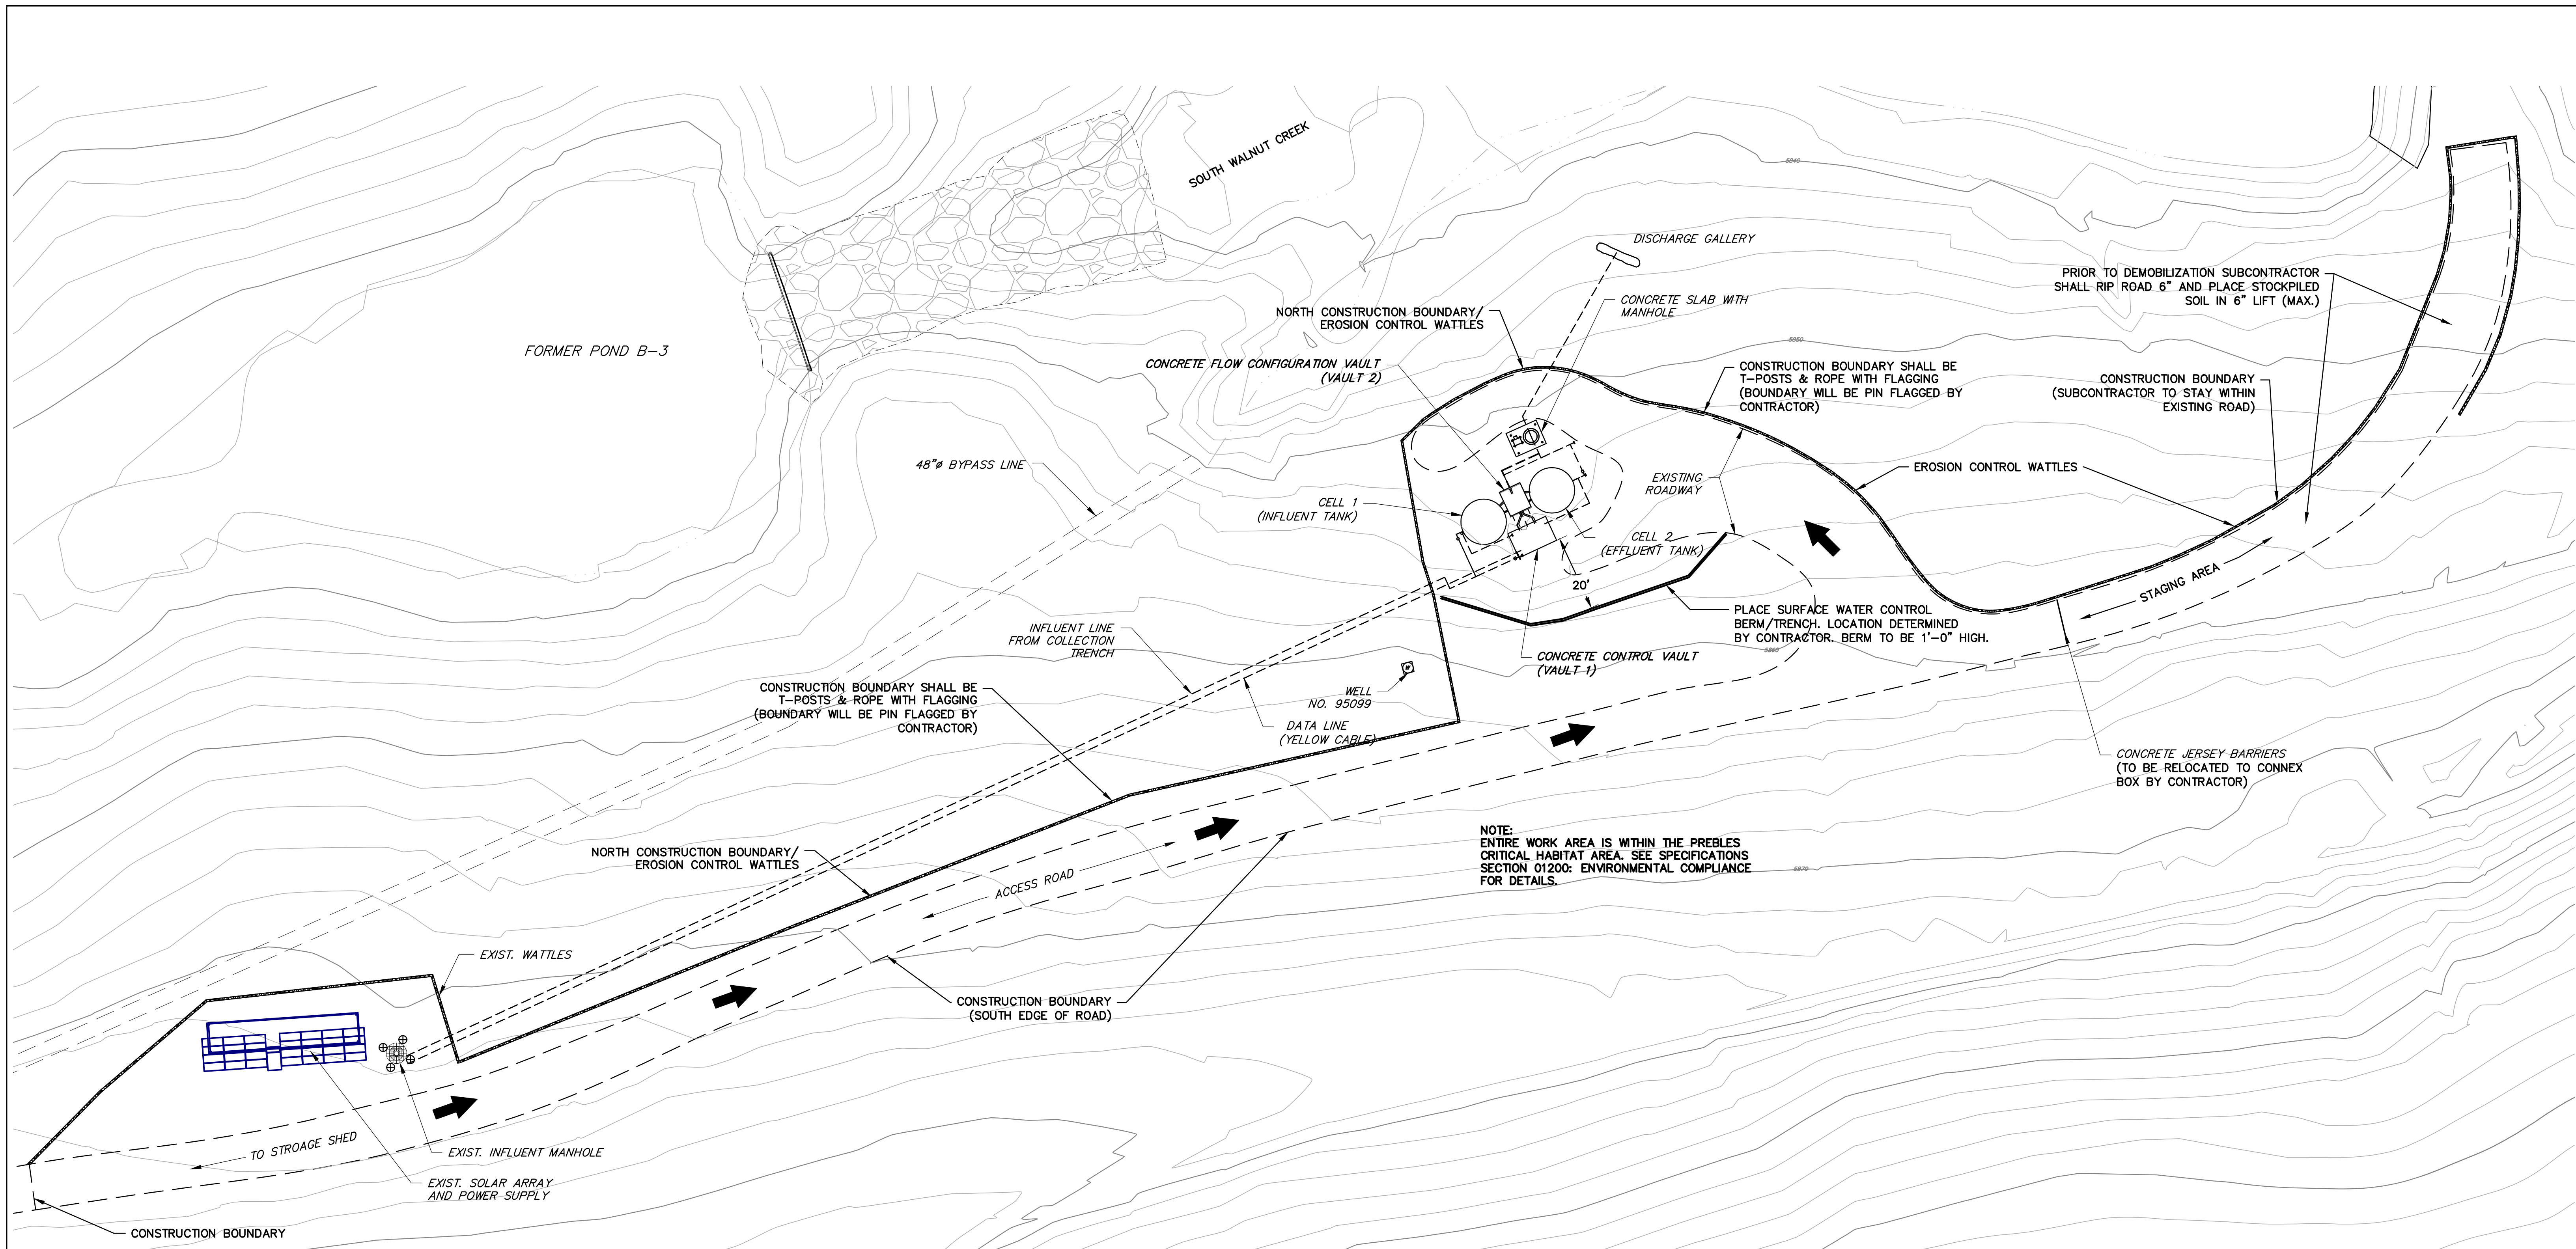 SOUTH WALNUT CREEK
5840
DISCHARGE GALLERY
PRIOR TO DEMOBILIZATION SUBCONTRACTOR
SHALL RIP ROAD 6" AND PLACE STOCKPILED
SOIL IN 6" LIFT (MAX.)
CONCRETE SLAB WITH
MANHOLE
NORTH CONSTRUCTION BOUNDARY/
EROSION CONTROL WATTLES
5850
FORMER POND B-3
CONCRETE FLOW CONFIGURATION VAULT
(VAULT 2)
CONSTRUCTION BOUNDARY SHALL BE
T-POSTS & ROPE WITH FLAGGING
(BOUNDARY WILL BE PIN FLAGGED BY
CONTRACTOR)
CONSTRUCTION BOUNDARY
(SUBCONTRACTOR TO STAY WITHIN
EXISTING ROAD)
48"ø BYPASS LINE
EROSION CONTROL WATTLES
EXISTING
ROADWAY
CELL 1
(INFLUENT TANK)
CELL 2
(EFFLUENT TANK)
20'
STAGING AREA
PLACE SURFACE WATER CONTROL
BERM/TRENCH. LOCATION DETERMINED
BY CONTRACTOR. BERM TO BE 1'-0" HIGH.
5860
INFLUENT LINE
FROM COLLECTION
TRENCH
CONCRETE CONTROL VAULT
(VAULT 1)
WELL
NO. 95099
CONSTRUCTION BOUNDARY SHALL BE
T-POSTS & ROPE WITH FLAGGING
(BOUNDARY WILL BE PIN FLAGGED BY
CONTRACTOR)
DATA LINE
(YELLOW CABLE)
CONCRETE JERSEY BARRIERS
(TO BE RELOCATED TO CONNEX
BOX BY CONTRACTOR)
NOTE:
ENTIRE WORK AREA IS WITHIN THE PREBLES
CRITICAL HABITAT AREA. SEE SPECIFICATIONS
SECTION 01200: ENVIRONMENTAL COMPLIANCE
FOR DETAILS.
5870
NORTH CONSTRUCTION BOUNDARY/
EROSION CONTROL WATTLES
ACCESS ROAD
EXIST. WATTLES
CONSTRUCTION BOUNDARY
(SOUTH EDGE OF ROAD)
TO STROAGE SHED
EXIST. INFLUENT MANHOLE
EXIST. SOLAR ARRAY
AND POWER SUPPLY
CONSTRUCTION BOUNDARY